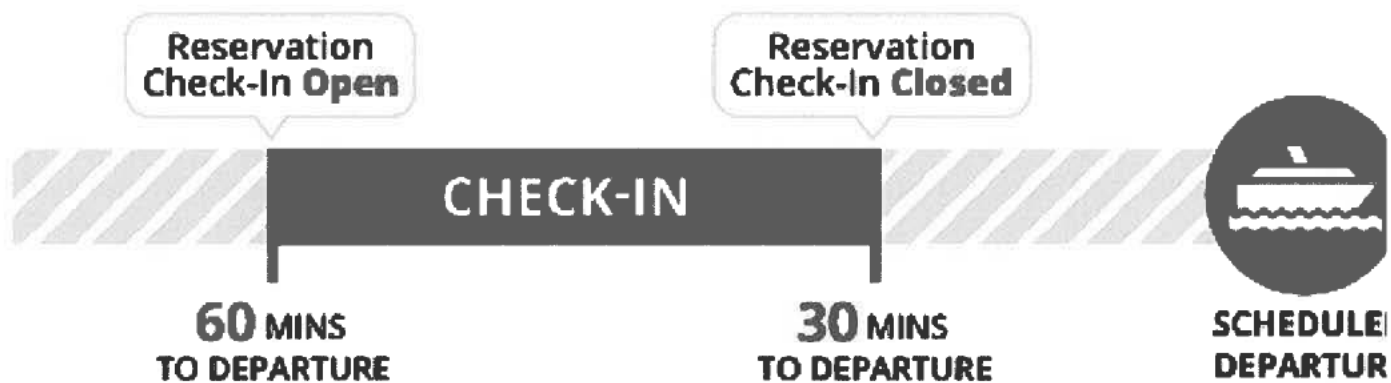 Reservation
Check-In Open
Reservation
Check-In Closed
CHECK-IN
60 MINS
TO DEPARTURE
30 MINS
TO DEPARTURE
SCHEDULE
DEPARTUR